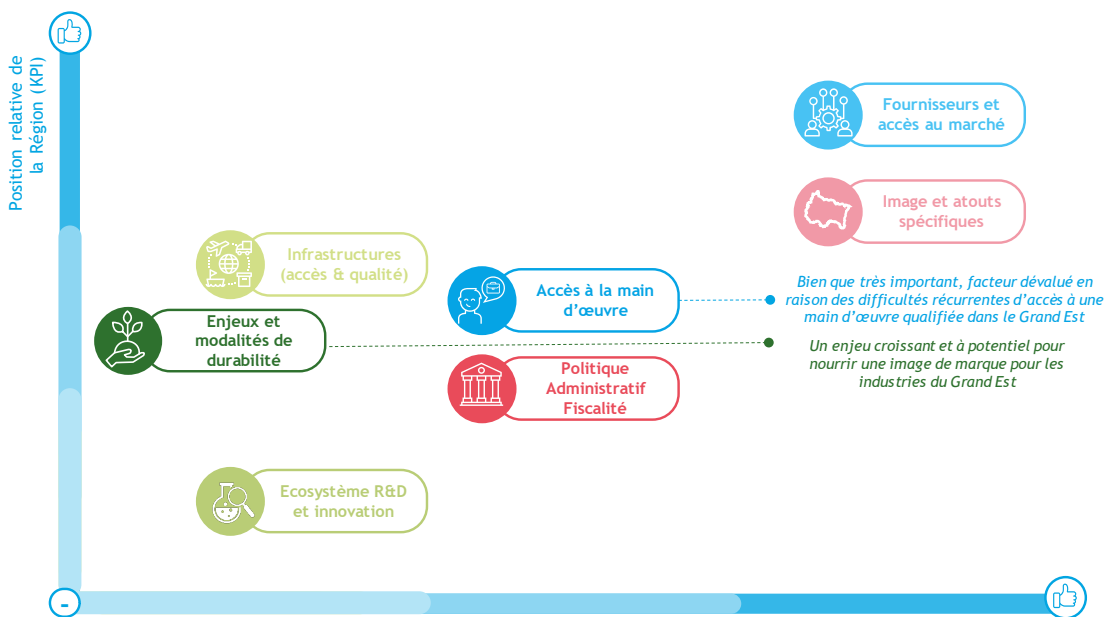 Position relative de
la Région (KPI)
Fournisseurs et
accès au marché
Image et atouts
spécifiques
Infrastructures
(accès & qualité)
Accès à la main
d’œuvre
Bien que très important, facteur dévalué en
raison des difficultés récurrentes d’accès à une
main d’œuvre qualifiée dans le Grand Est
Enjeux et
modalités de
durabilité
Un enjeu croissant et à potentiel pour
nourrir une image de marque pour les
industries du Grand Est
Politique
Administratif
Fiscalité
Ecosystème R&D
et innovation
-